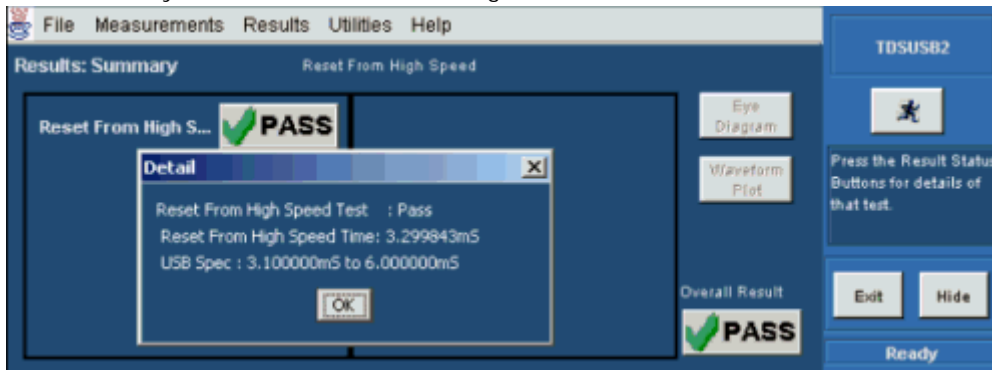 File Measurements Results Utilities Help
TDSUSB2
Results: Summary
Reset From High Speed
Reset From High S... PASS
Eye
Diagram
Waveform
Plot
Press the Result Status
Buttons for details of
that test.
Detail
Reset From High Speed Test : Pass
Reset From High Speed Time: 3.299843mS
USB Spec : 3.100000mS to 6.000000mS
OK
Overall Result
PASS
Exit
Hide
Ready